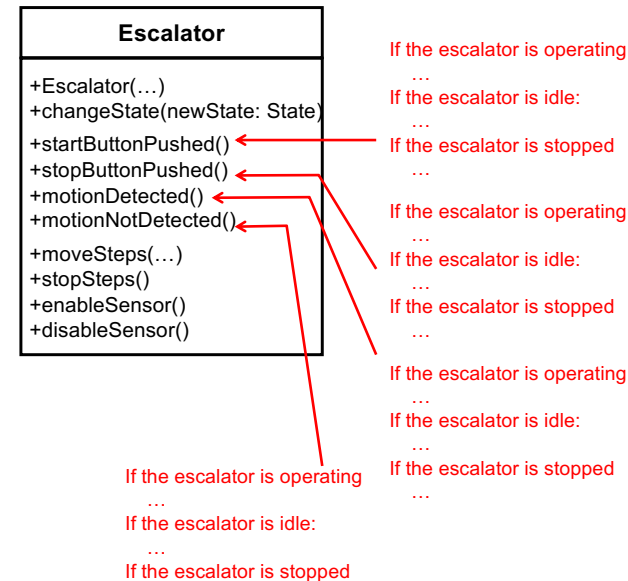 Escalator
+Escalator(…)
+changeState(newState: State)
+startButtonPushed()
+stopButtonPushed()
+motionDetected()
+motionNotDetected()
+moveSteps(…)
+stopSteps()
+enableSensor()
+disableSensor()
If the escalator is operating
…
If the escalator is idle:
…
If the escalator is stopped
…
If the escalator is operating
…
If the escalator is idle:
…
If the escalator is stopped
…
If the escalator is operating
…
If the escalator is idle:
…
If the escalator is stopped
…
If the escalator is operating
…
If the escalator is idle:
…
If the escalator is stopped